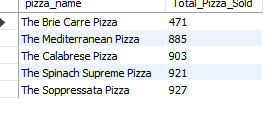 pizza_name Total_Pizza_Sold
The Brie Carre Pizza 471
The Mediterranean Pizza 885
The Calabrese Pizza 903
The Spinach Supreme Pizza 921
The Soppressata Pizza 927